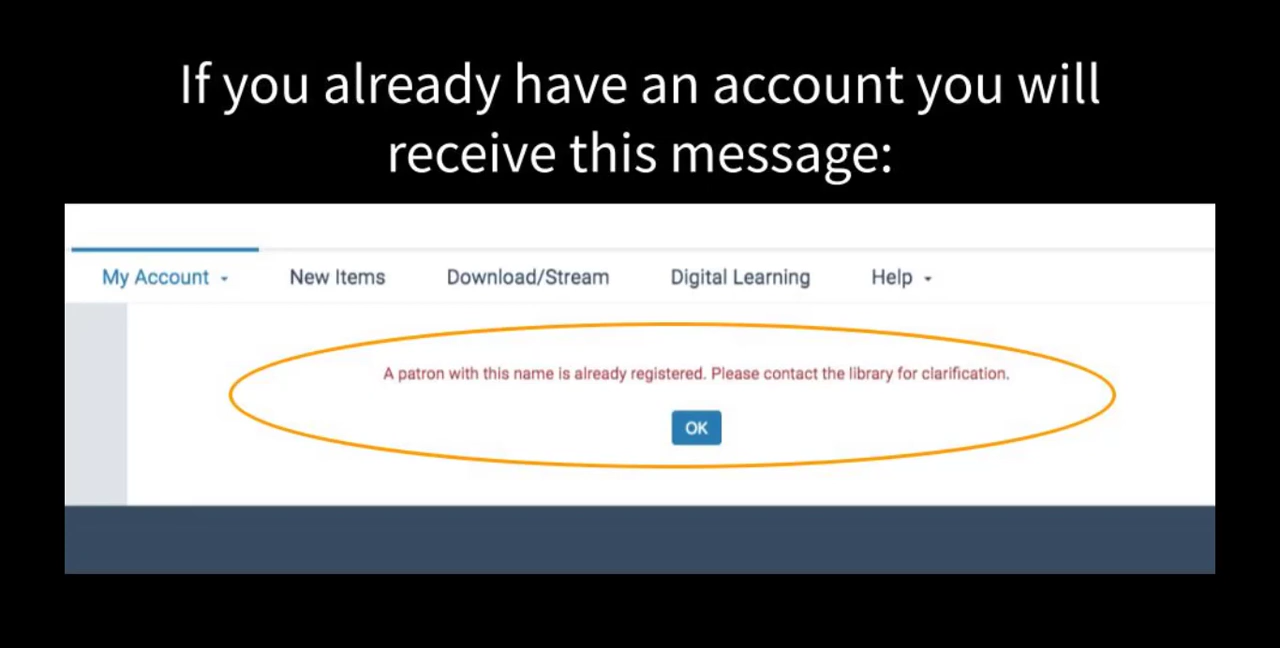 If you already have an account you will
receive this message:
My Account New Items Download/Stream Digital Learning Help
A patron with this name is already registered. Please contact the library for clarification.
OK